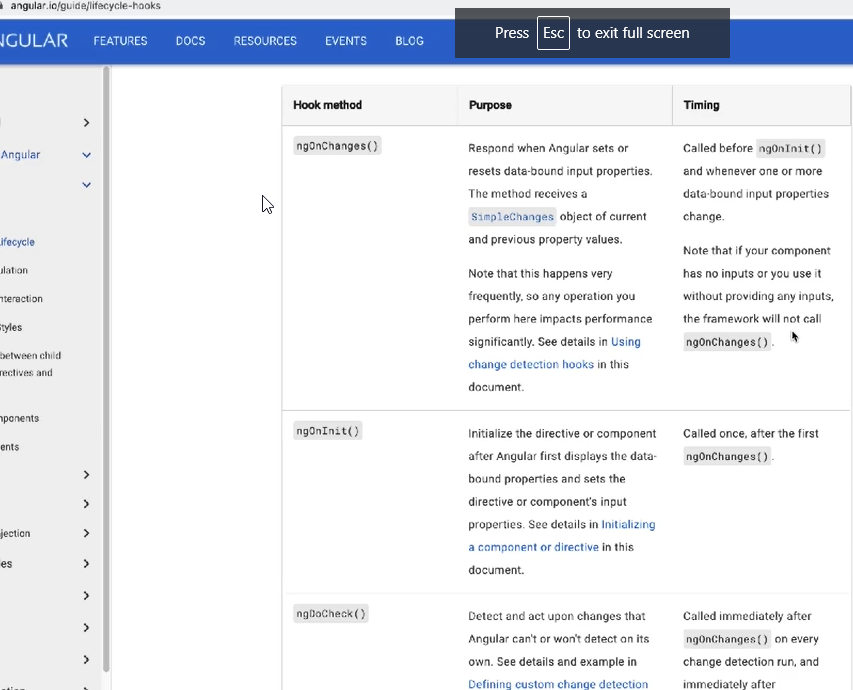 angular.io/guide/lifecycle-hooks
NGULAR FEATURES DOCS RESOURCES EVENTS BLOG
Press Esc to exit full screen
Angular
ifecycle
ulation
nteraction
Styles
between child
rectives and
mponents
ents
jection
es
Hook method Purpose Timing
ngOnChanges()
Respond when Angular sets or
resets data-bound input properties.
The method receives a
SimpleChanges object of current
and previous property values.
Note that this happens very
frequently, so any operation you
perform here impacts performance
significantly. See details in Using
change detection hooks in this
document.
Called before ngOnInit()
and whenever one or more
data-bound input properties
change.
Note that if your component
has no inputs or you use it
without providing any inputs,
the framework will not call
ngOnChanges().
ngOnInit()
Initialize the directive or component
after Angular first displays the data-
bound properties and sets the
directive or component's input
properties. See details in Initializing
a component or directive in this
document.
Called once, after the first
ngOnChanges().
ngDoCheck()
Detect and act upon changes that
Angular can't or won't detect on its
own. See details and example in
Defining custom change detection
Called immediately after
ngOnChanges() on every
change detection run, and
immediately after